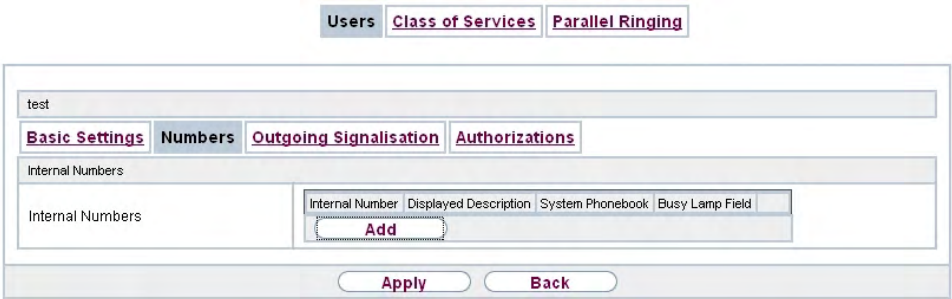 Users Class of Services Parallel Ringing
test
Basic Settings Numbers Outgoing Signalisation Authorizations
Internal Numbers
Internal Numbers
Internal Number Displayed Description System Phonebook Busy Lamp Field
Add
Apply Back